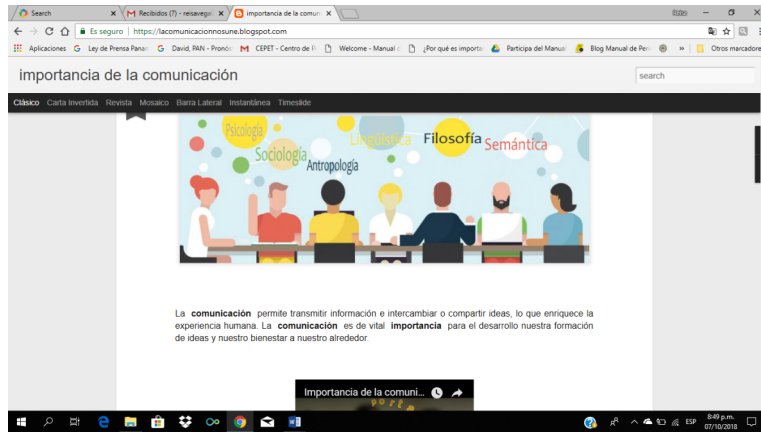 Search
Recibidos (7) - reisavega
importancia de la comun
Es seguro
https://lacomunicacionnosune.blogspot.com
Aplicaciones
Ley de Prensa Panan
David, PAN - Pronós
CEPET - Centro de P
Welcome - Manual
¿Por qué es importa
Participa del Manual
Blog Manual de Peri
Otros marcadore
importancia de la comunicación
search
Clásico Carta Invertida Revista Mosaico Barra Lateral Instantánea Timeslide
Psicología
Lingüística
Filosofía
Semántica
Sociología
Antropología
La comunicación permite transmitir información e intercambiar o compartir ideas, lo que enriquece la
experiencia humana. La comunicación es de vital importancia para el desarrollo nuestra formación
de ideas y nuestro bienestar a nuestro alrededor.
Importancia de la comuni...
ESP
8:49 p.m.
07/10/2018